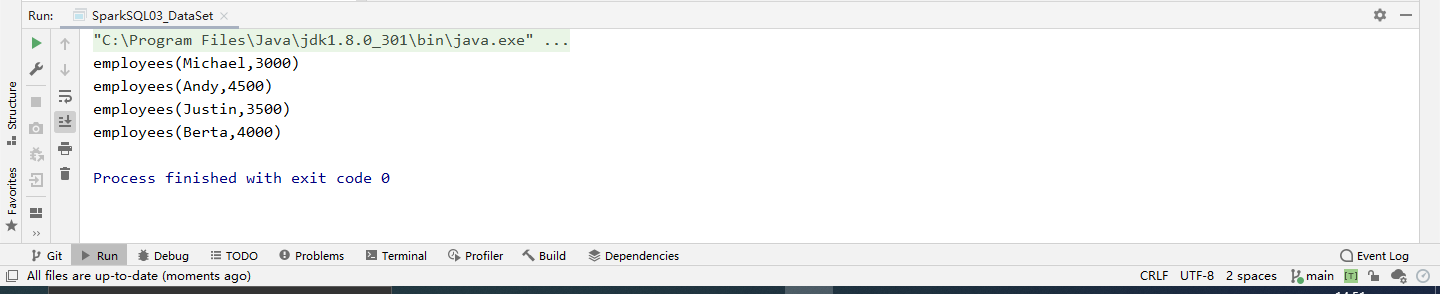 Run: SparkSQL03_DataSet
"C:\Program Files\Java\jdk1.8.0_301\bin\java.exe" ...
employees(Michael,3000)
employees(Andy,4500)
employees(Justin,3500)
employees(Berta,4000)
Process finished with exit code 0
Structure
Favorites
Git Run Debug TODO Problems Terminal Profiler Build Dependencies Event Log
All files are up-to-date (moments ago) CRLF UTF-8 2 spaces main [T]